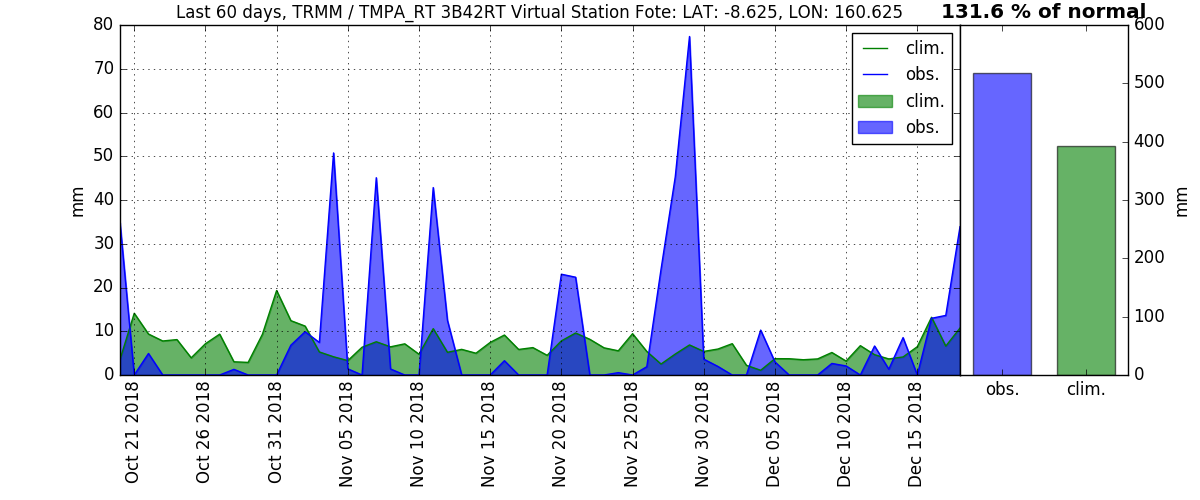 Last 60 days, TRMM / TMPA_RT 3B42RT Virtual Station Fote: LAT: -8.625, LON: 160.625
131.6 % of normal
80
70
60
50
40
30
20
10
0
mm
clim.
obs.
clim.
obs.
Oct 21 2018
Oct 26 2018
Oct 31 2018
Nov 05 2018
Nov 10 2018
Nov 15 2018
Nov 20 2018
Nov 25 2018
Nov 30 2018
Dec 05 2018
Dec 10 2018
Dec 15 2018
600
500
400
300
200
100
0
mm
obs.
clim.